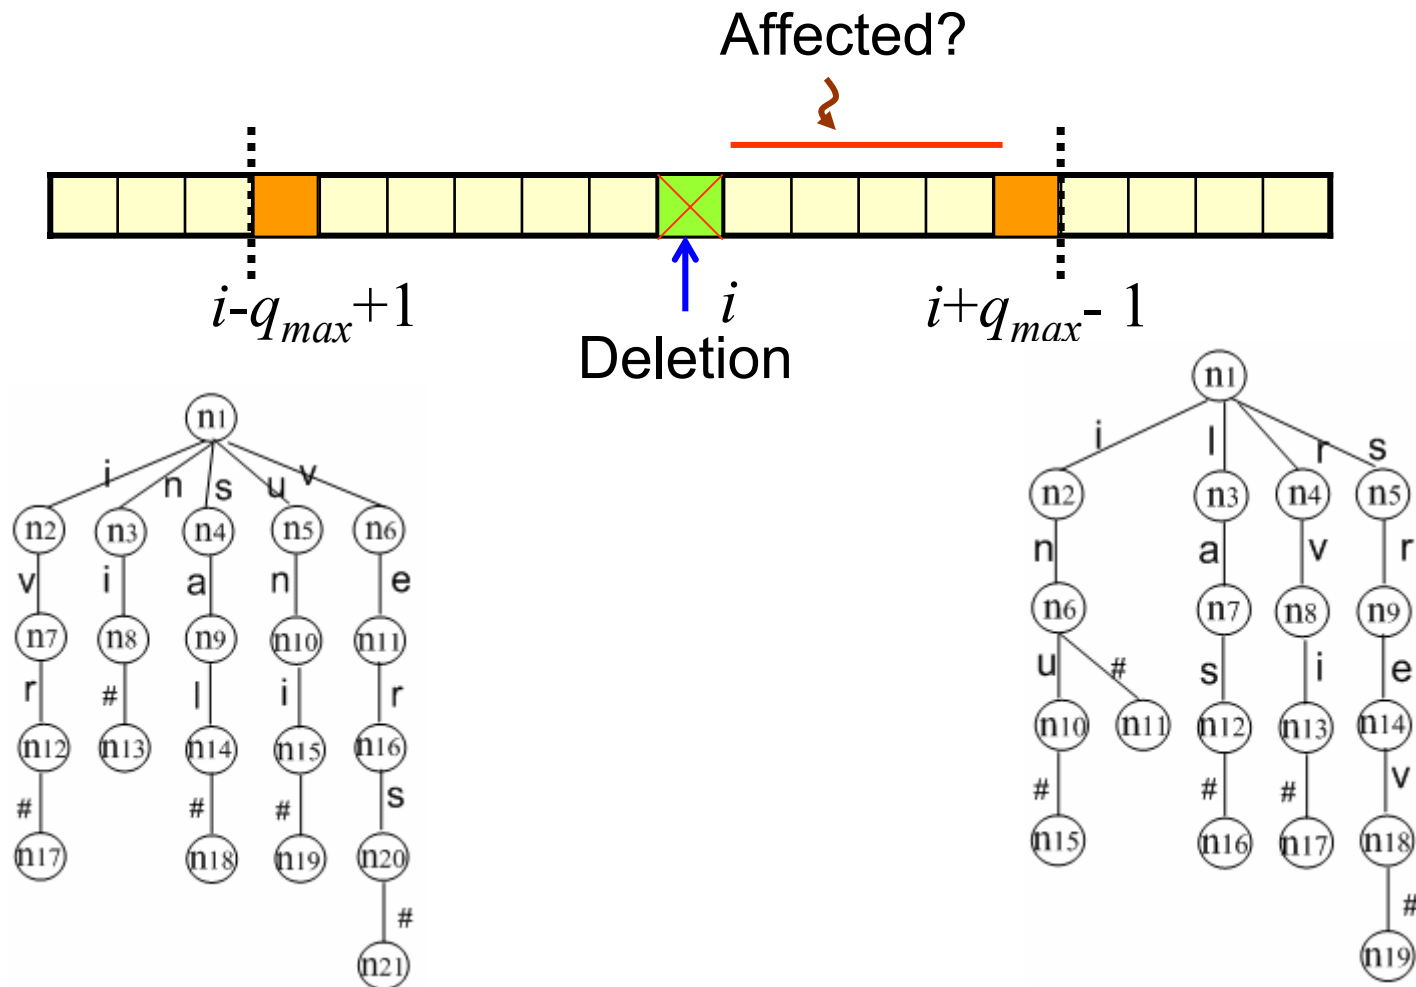 Affected?
i-qmax+1
i
i+qmax- 1
Deletion
n1
i n s u v
n2 n3 n4 n5 n6
v i a n e
n7 n8 n9 n10 n11
r # l i r
n12 n13 n14 n15 n16
# # # s
n17 n18 n19 n20
#
n21
n1
i l r s
n2 n3 n4 n5
n a v r
n6 n7 n8 n9
u # s i e
n10 n11 n12 n13 n14
# # # v
n15 n16 n17 n18
#
n19